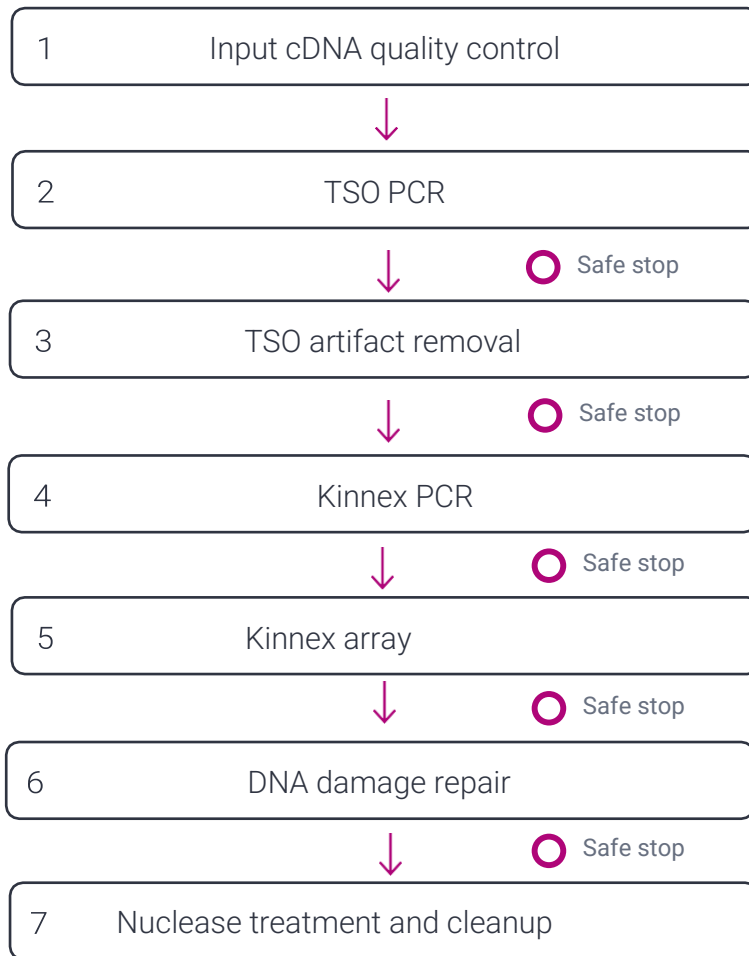 1 Input cDNA quality control
2 TSO PCR
Safe stop
3 TSO artifact removal
Safe stop
4 Kinnex PCR
Safe stop
5 Kinnex array
Safe stop
6 DNA damage repair
Safe stop
7 Nuclease treatment and cleanup